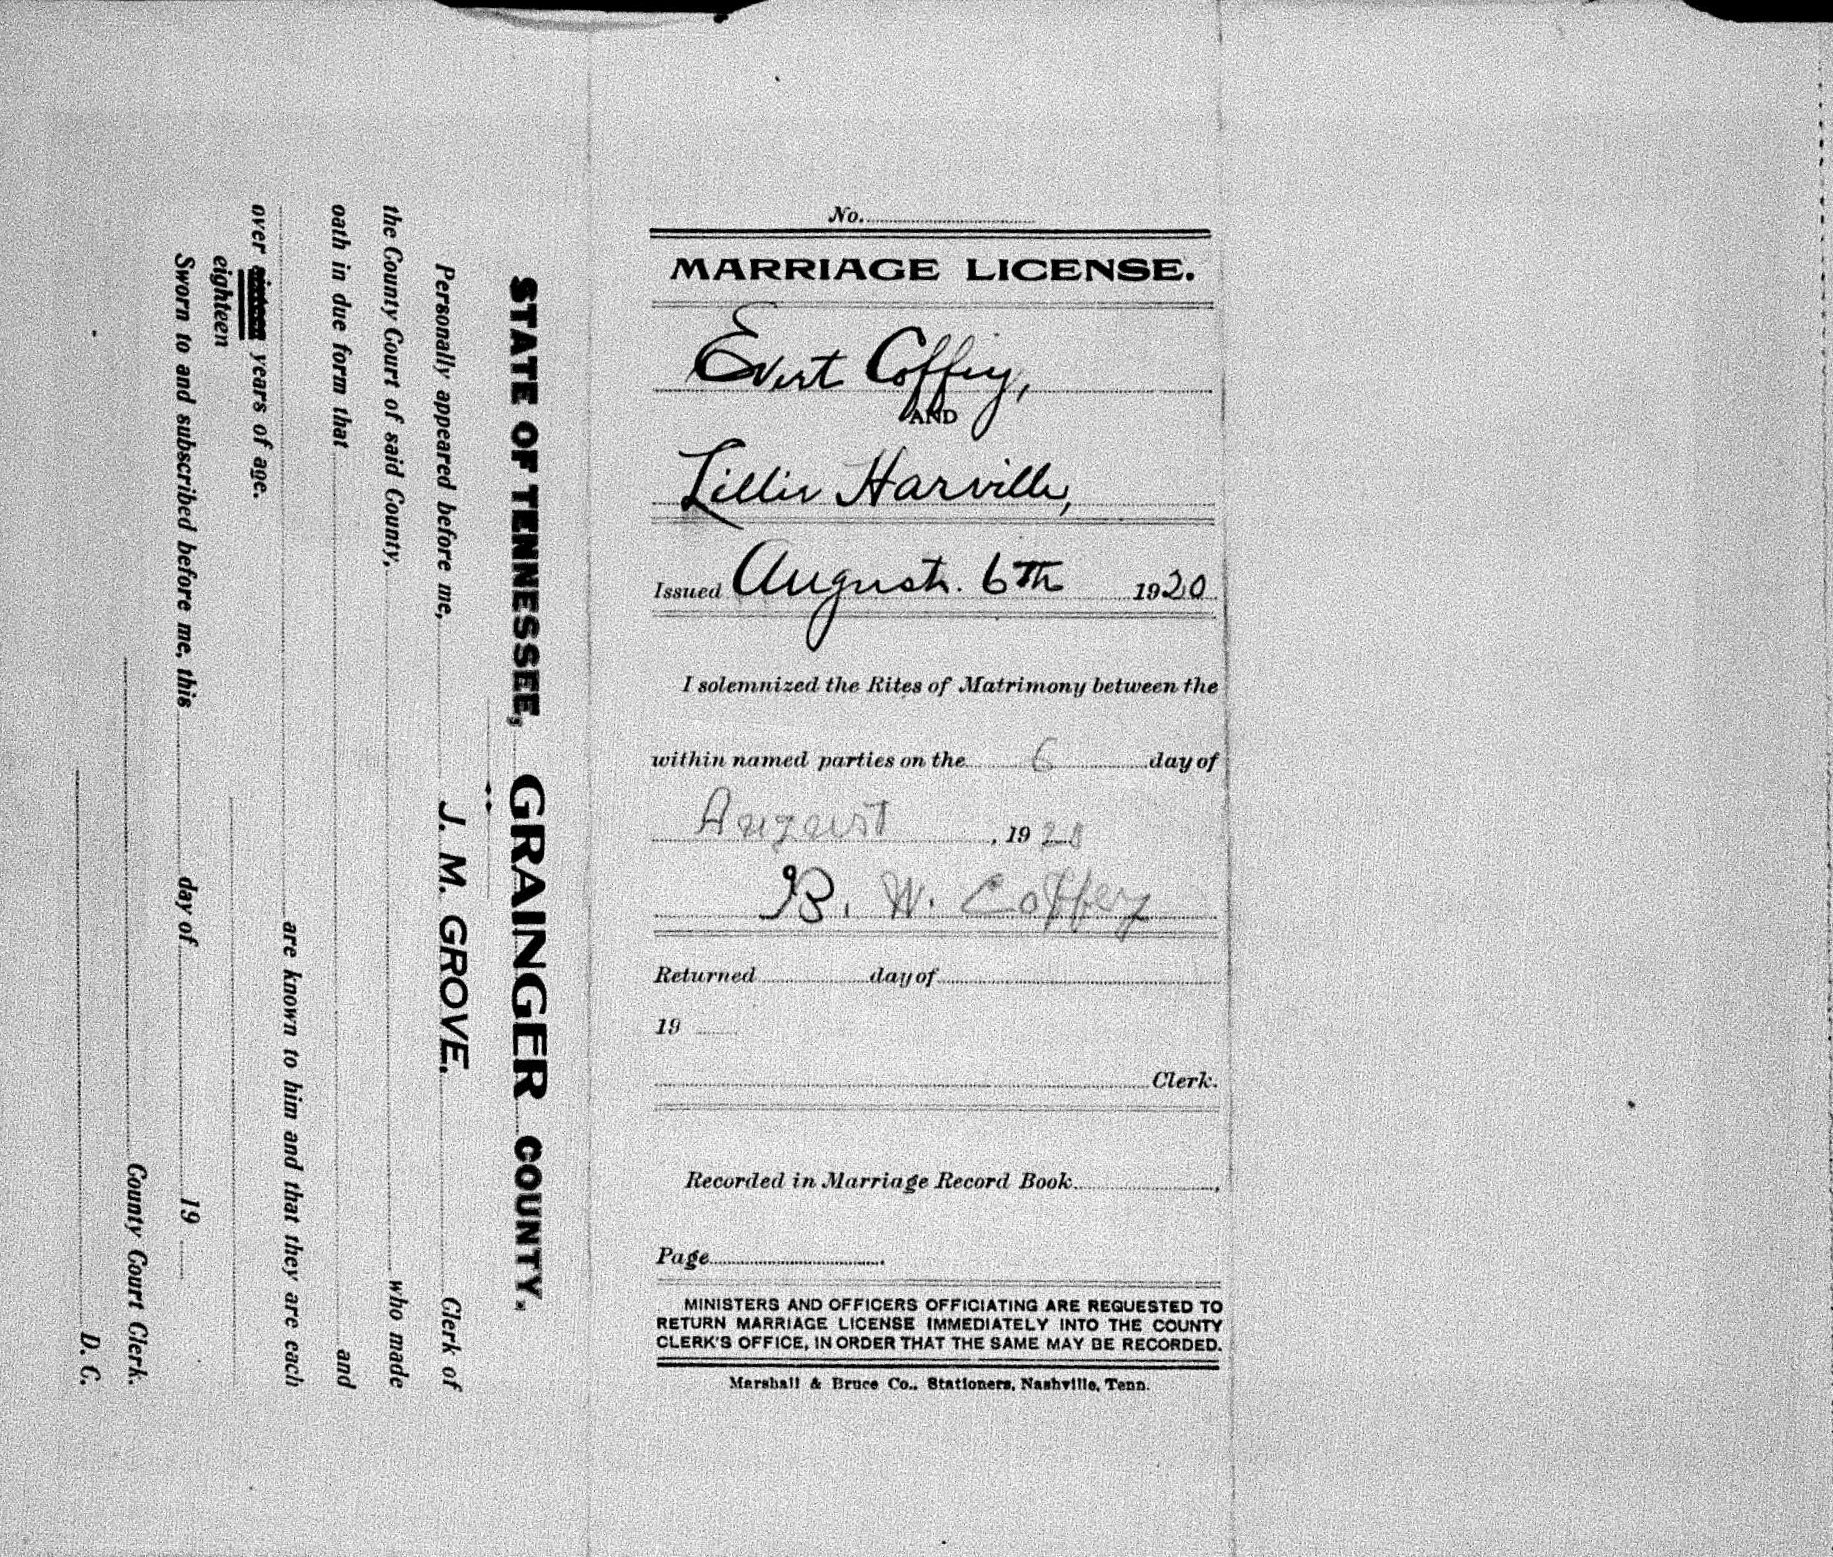 STATE OF TENNESSEE, GRAINGER COUNTY.
Personally appeared before me, J. M. GROVE. Clerk of
the County Court of said County, who made
oath in due form that and
are known to him and that they are each
over sixteen years of age.
eighteen
Sworn to and subscribed before me, this day of 19
County Court Clerk.
D. C.
No.
MARRIAGE LICENSE.
Evert Coffey,
AND
Lillie Harville,
Issued August. 6th 1920
I solemnized the Rites of Matrimony between the
within named parties on the 6 day of
August, 1920
B. W. Coffey
Returned day of
19
Clerk.
Recorded in Marriage Record Book ,
Page .
MINISTERS AND OFFICERS OFFICIATING ARE REQUESTED TO
RETURN MARRIAGE LICENSE IMMEDIATELY INTO THE COUNTY
CLERK'S OFFICE, IN ORDER THAT THE SAME MAY BE RECORDED.
Marshall & Bruce Co., Stationers, Nashville, Tenn.